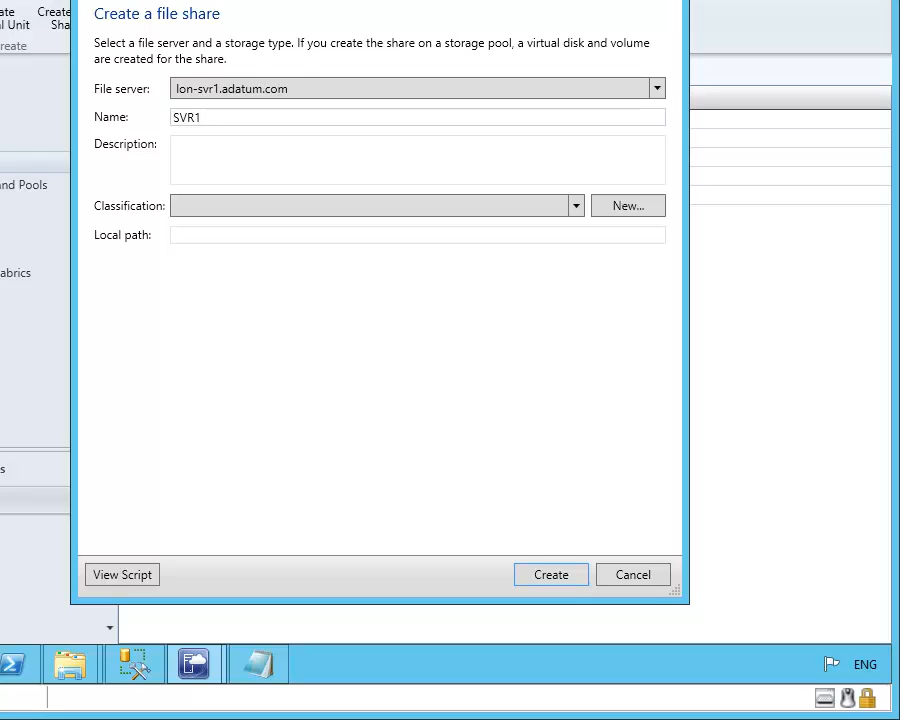 ate
Create
l Unit
Sha
reate
Create a file share
Select a file server and a storage type. If you create the share on a storage pool, a virtual disk and volume
are created for the share.
File server:
lon-svr1.adatum.com
Name:
SVR1
Description:
and Pools
Classification:
New...
Local path:
abrics
s
View Script
Create
Cancel
ENG